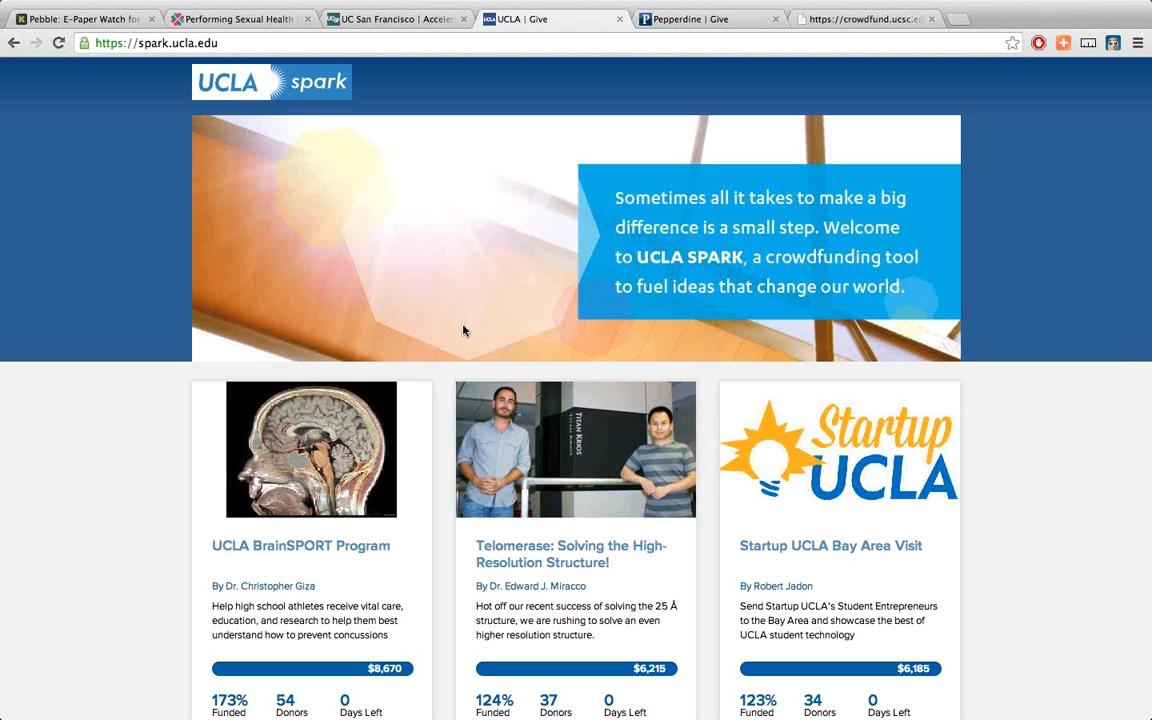 Pebble: E-Paper Watch for
Performing Sexual Health
UC San Francisco | Acceler
UCLA | Give
Pepperdine | Give
https://crowdfund.ucsc.e
https://spark.ucla.edu
UCLA spark
Sometimes all it takes to make a big
difference is a small step. Welcome
to UCLA SPARK, a crowdfunding tool
to fuel ideas that change our world.
TITAN KRIOS
Startup
UCLA
UCLA BrainSPORT Program
By Dr. Christopher Giza
Help high school athletes receive vital care,
education, and research to help them best
understand how to prevent concussions
$8,670
173% 54 0
Funded Donors Days Left
Telomerase: Solving the High-
Resolution Structure!
By Dr. Edward J. Miracco
Hot off our recent success of solving the 25 Å
structure, we are rushing to solve an even
higher resolution structure.
$6,215
124% 37 0
Funded Donors Days Left
Startup UCLA Bay Area Visit
By Robert Jadon
Send Startup UCLA's Student Entrepreneurs
to the Bay Area and showcase the best of
UCLA student technology
$6,185
123% 34 0
Funded Donors Days Left